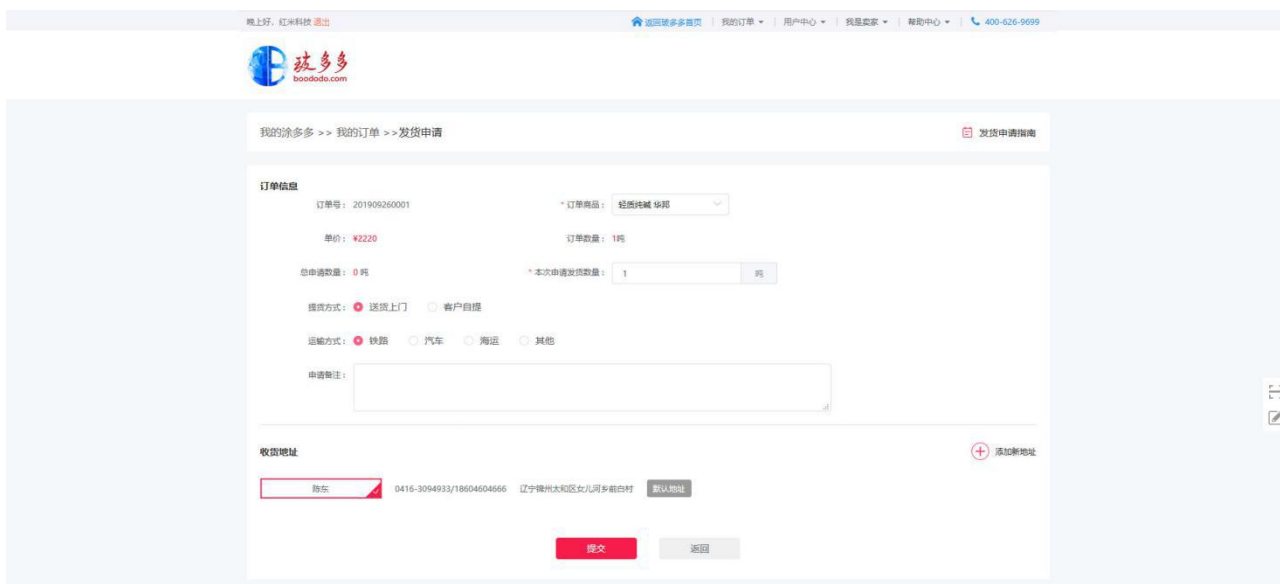 晚上好，红米科技 退出 返回玻多多首页 我的订单 用户中心 我是卖家 帮助中心 400-626-9699
玻多多
boododo.com
我的涂多多 >> 我的订单 >>发货申请 发货申请指南
订单信息
订单号： 201909260001 * 订单商品： 轻质纯碱 华邦
单价： ¥2220 订单数量： 1吨
总申请数量： 0 吨 * 本次申请发货数量： 1 吨
提货方式： 送货上门 客户自提
运输方式： 铁路 汽车 海运 其他
申请备注：
收货地址 添加新地址
陈东 0416-3094933/18604604666 辽宁锦州太和区女儿河乡前白村 默认地址
提交 返回